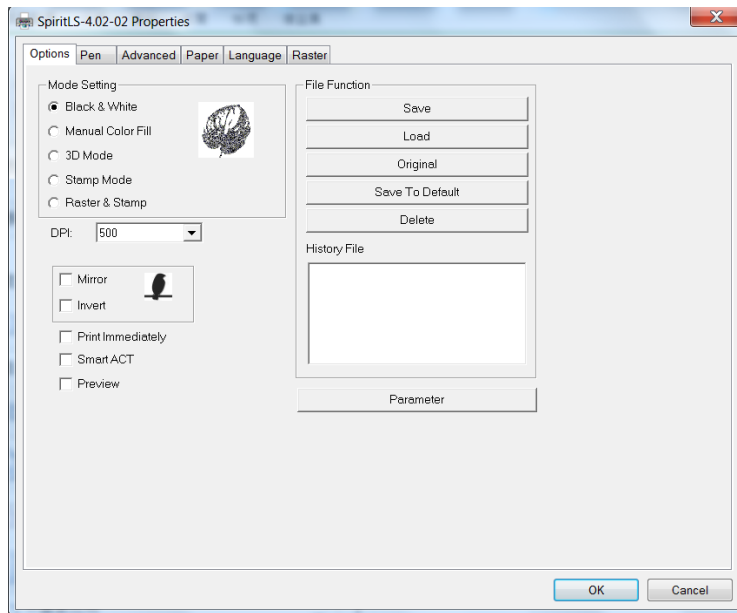 SpiritLS-4.02-02 Properties
Options Pen Advanced Paper Language Raster
Mode Setting
Black & White
Manual Color Fill
3D Mode
Stamp Mode
Raster & Stamp
DPI: 500
Mirror
Invert
Print Immediately
Smart ACT
Preview
File Function
Save
Load
Original
Save To Default
Delete
History File
Parameter
OK Cancel